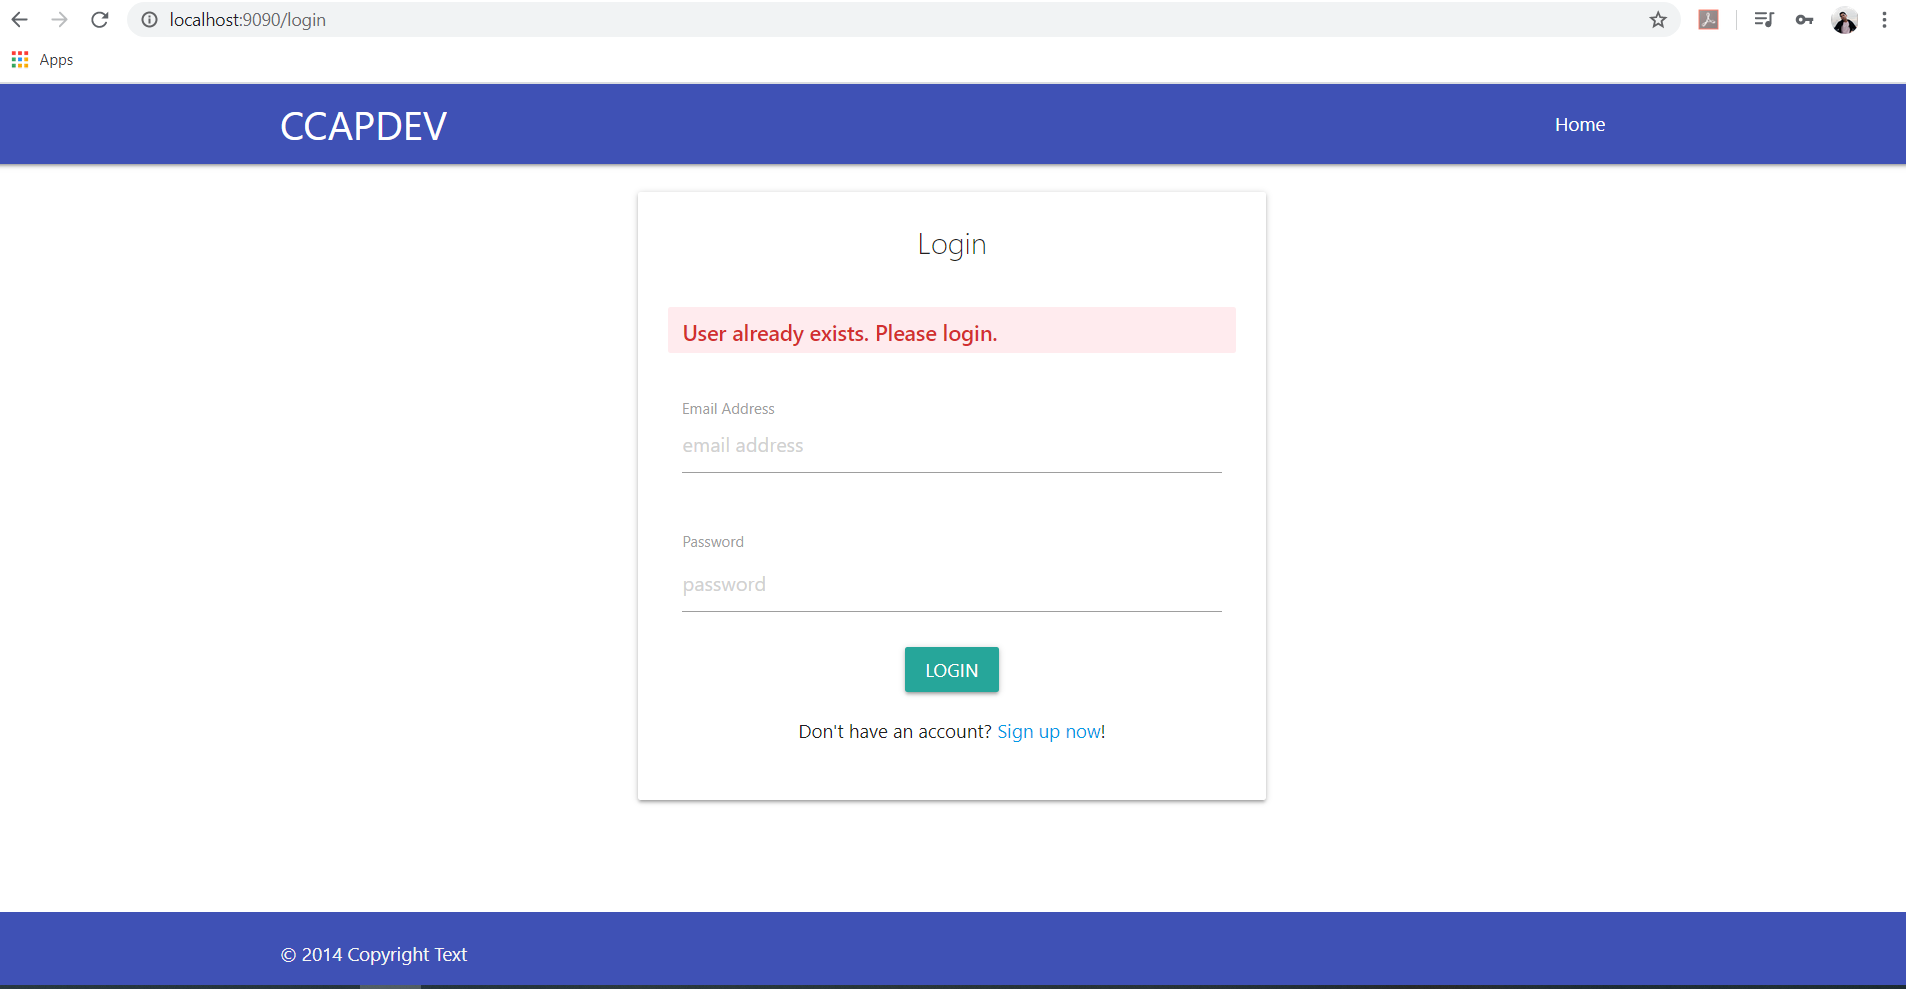 localhost:9090/login
Apps
CCAPDEV
Home
Login
User already exists. Please login.
Email Address
email address
Password
password
LOGIN
Don't have an account? Sign up now!
© 2014 Copyright Text